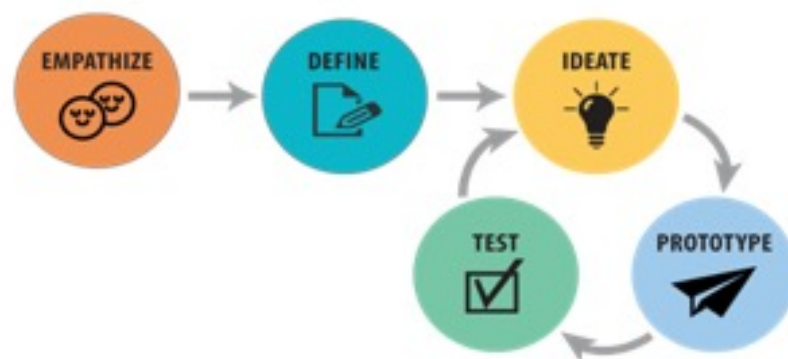 EMPATHIZE
DEFINE
IDEATE
TEST
PROTOTYPE